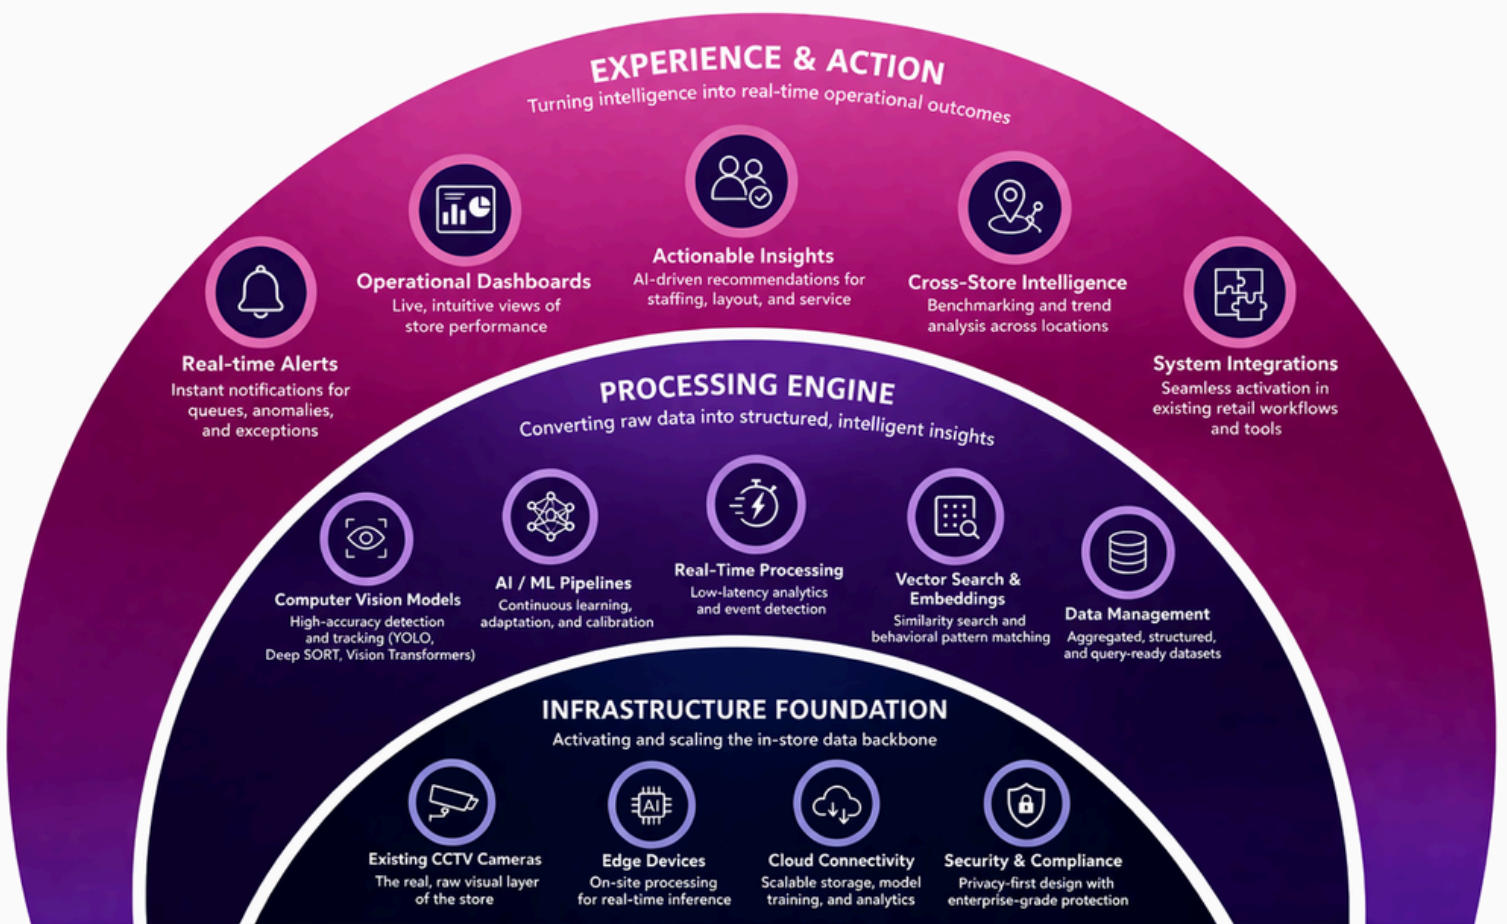 EXPERIENCE & ACTION
Turning intelligence into real-time operational outcomes
Real-time Alerts
Instant notifications for
queues, anomalies,
and exceptions
Operational Dashboards
Live, intuitive views of
store performance
Actionable Insights
AI-driven recommendations for
staffing, layout, and service
Cross-Store Intelligence
Benchmarking and trend
analysis across locations
System Integrations
Seamless activation in
existing retail workflows
and tools
PROCESSING ENGINE
Converting raw data into structured, intelligent insights
Computer Vision Models
High-accuracy detection
and tracking (YOLO,
Deep SORT, Vision Transformers)
AI / ML Pipelines
Continuous learning,
adaptation, and calibration
Real-Time Processing
Low-latency analytics
and event detection
Vector Search &
Embeddings
Similarity search and
behavioral pattern matching
Data Management
Aggregated, structured,
and query-ready datasets
INFRASTRUCTURE FOUNDATION
Activating and scaling the in-store data backbone
Existing CCTV Cameras
The real, raw visual layer
of the store
AI
Edge Devices
On-site processing
for real-time inference
Cloud Connectivity
Scalable storage, model
training, and analytics
Security & Compliance
Privacy-first design with
enterprise-grade protection